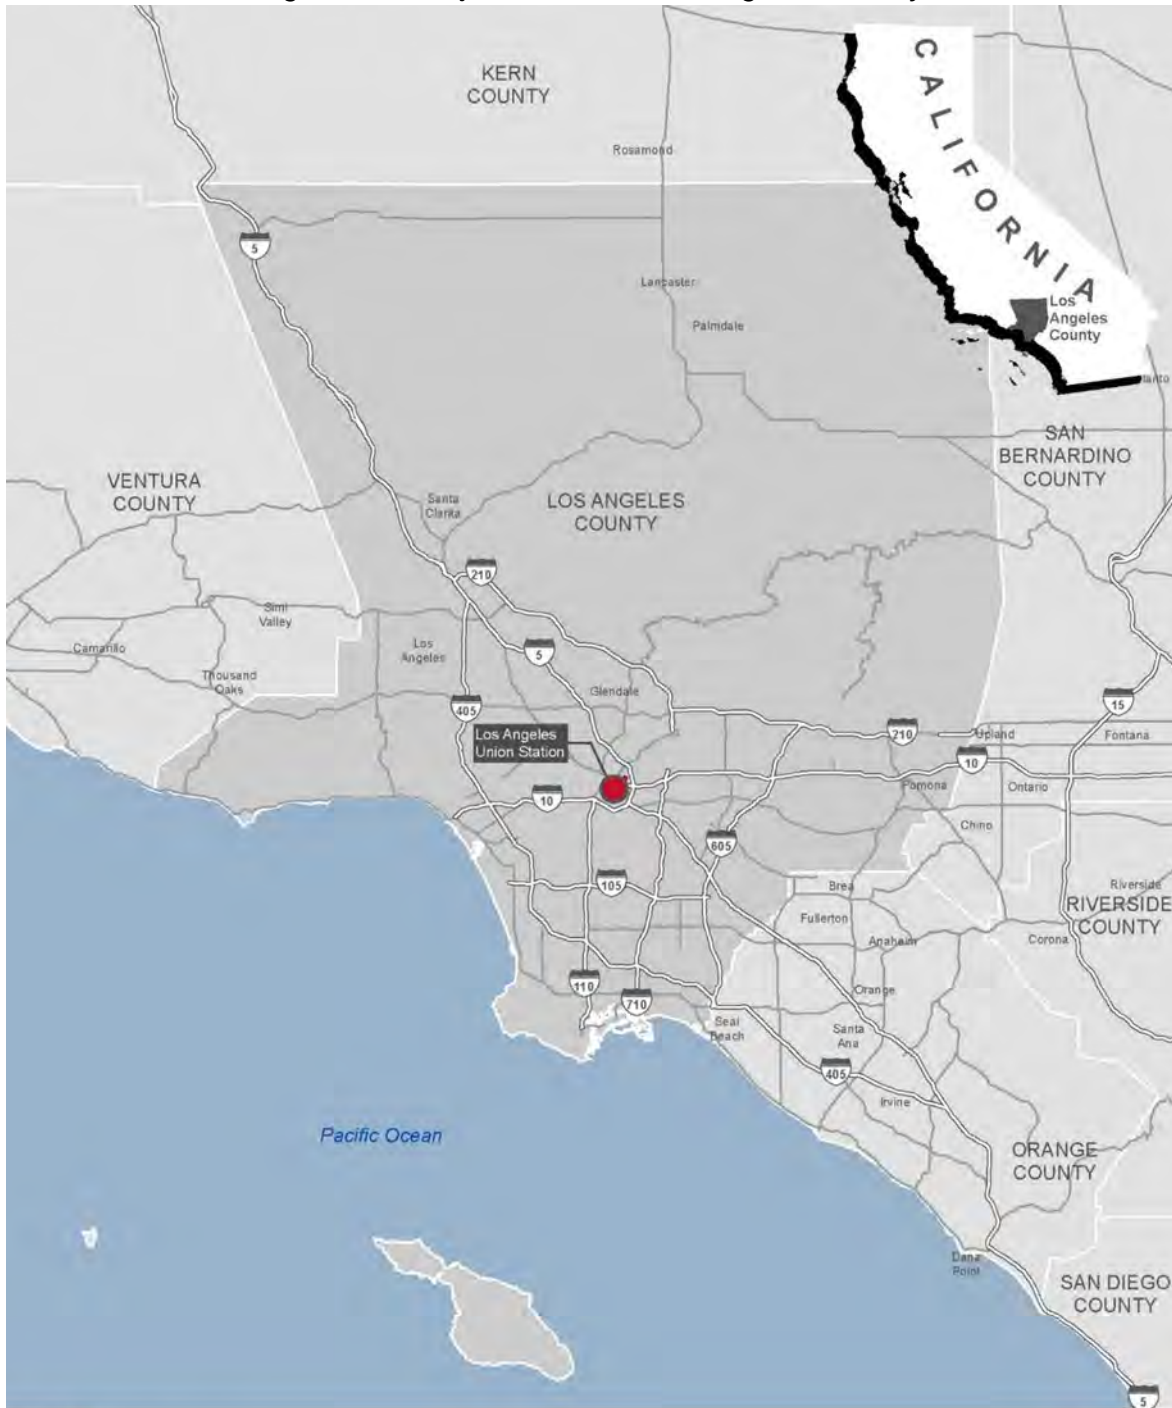 KERN
COUNTY
CALIFORNIA
Rosamond
5
Lancaster
Los
Angeles
County
Palmdale
SAN
BERNARDINO
COUNTY
VENTURA
COUNTY
Santa
Clarita
LOS ANGELES
COUNTY
210
Simi
Valley
Camarillo
Los
Angeles
5
Thousand
Oaks
Glendale
405
15
Los Angeles
Union Station
210
Upland
Fontana
10
Pomona
Ontario
10
Chino
605
105
Brea
Riverside
RIVERSIDE
COUNTY
Fullerton
Anaheim
Corona
110
710
Orange
Seal
Beach
Santa
Ana
405
Irvine
Pacific Ocean
ORANGE
COUNTY
Dana
Point
SAN DIEGO
COUNTY
5